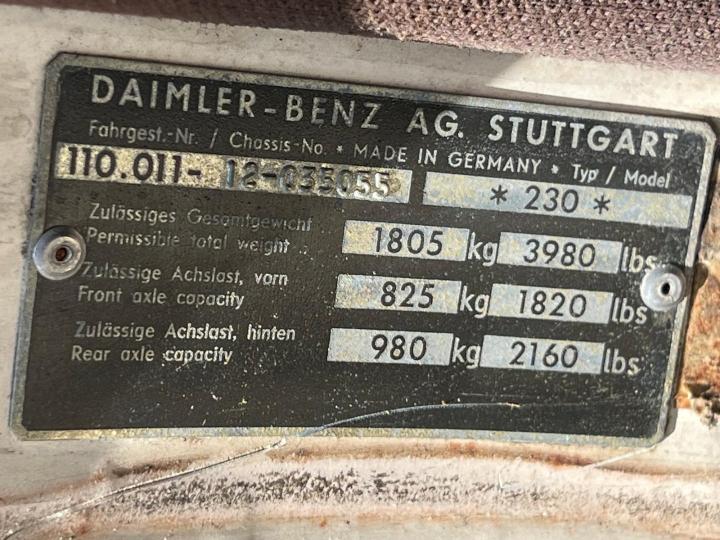 DAIMLER-BENZ AG. STUTTGART
Fahrgest.-Nr. / Chassis-No. * MADE IN GERMANY * Typ / Model
110.011- 12-035055 * 230 *
Zulässiges Gesamtgewicht
Permissible total weight 1805 kg 3980 lbs
Zulässige Achslast, vorn
Front axle capacity 825 kg 1820 lbs
Zulässige Achslast, hinten
Rear axle capacity 980 kg 2160 lbs